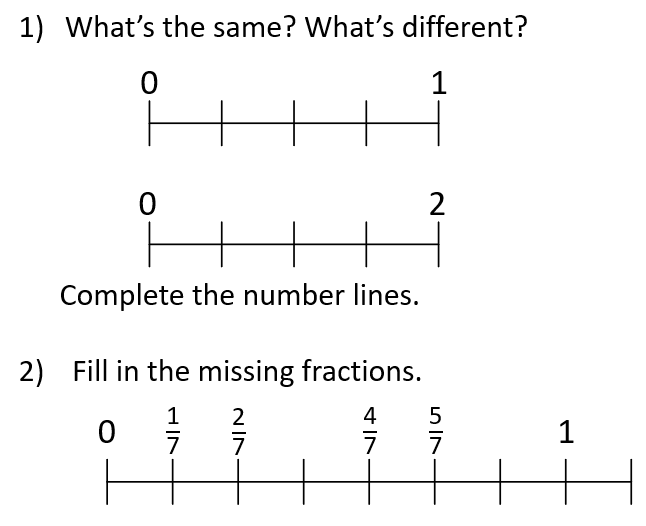 1) What’s the same? What’s different?
0 1
0 2
Complete the number lines.
2) Fill in the missing fractions.
0 1/7 2/7 4/7 5/7 1